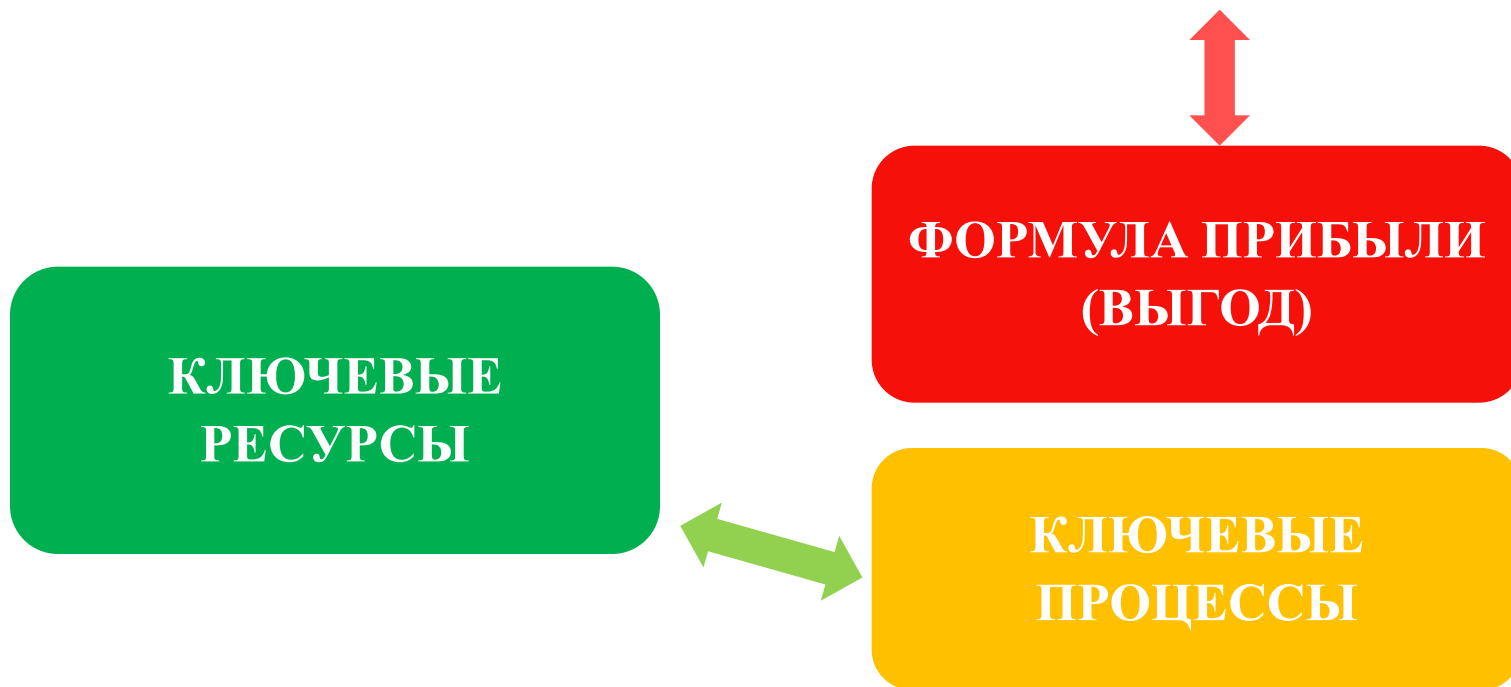 ФОРМУЛА ПРИБЫЛИ
(ВЫГОД)
КЛЮЧЕВЫЕ
РЕСУРСЫ
КЛЮЧЕВЫЕ
ПРОЦЕССЫ